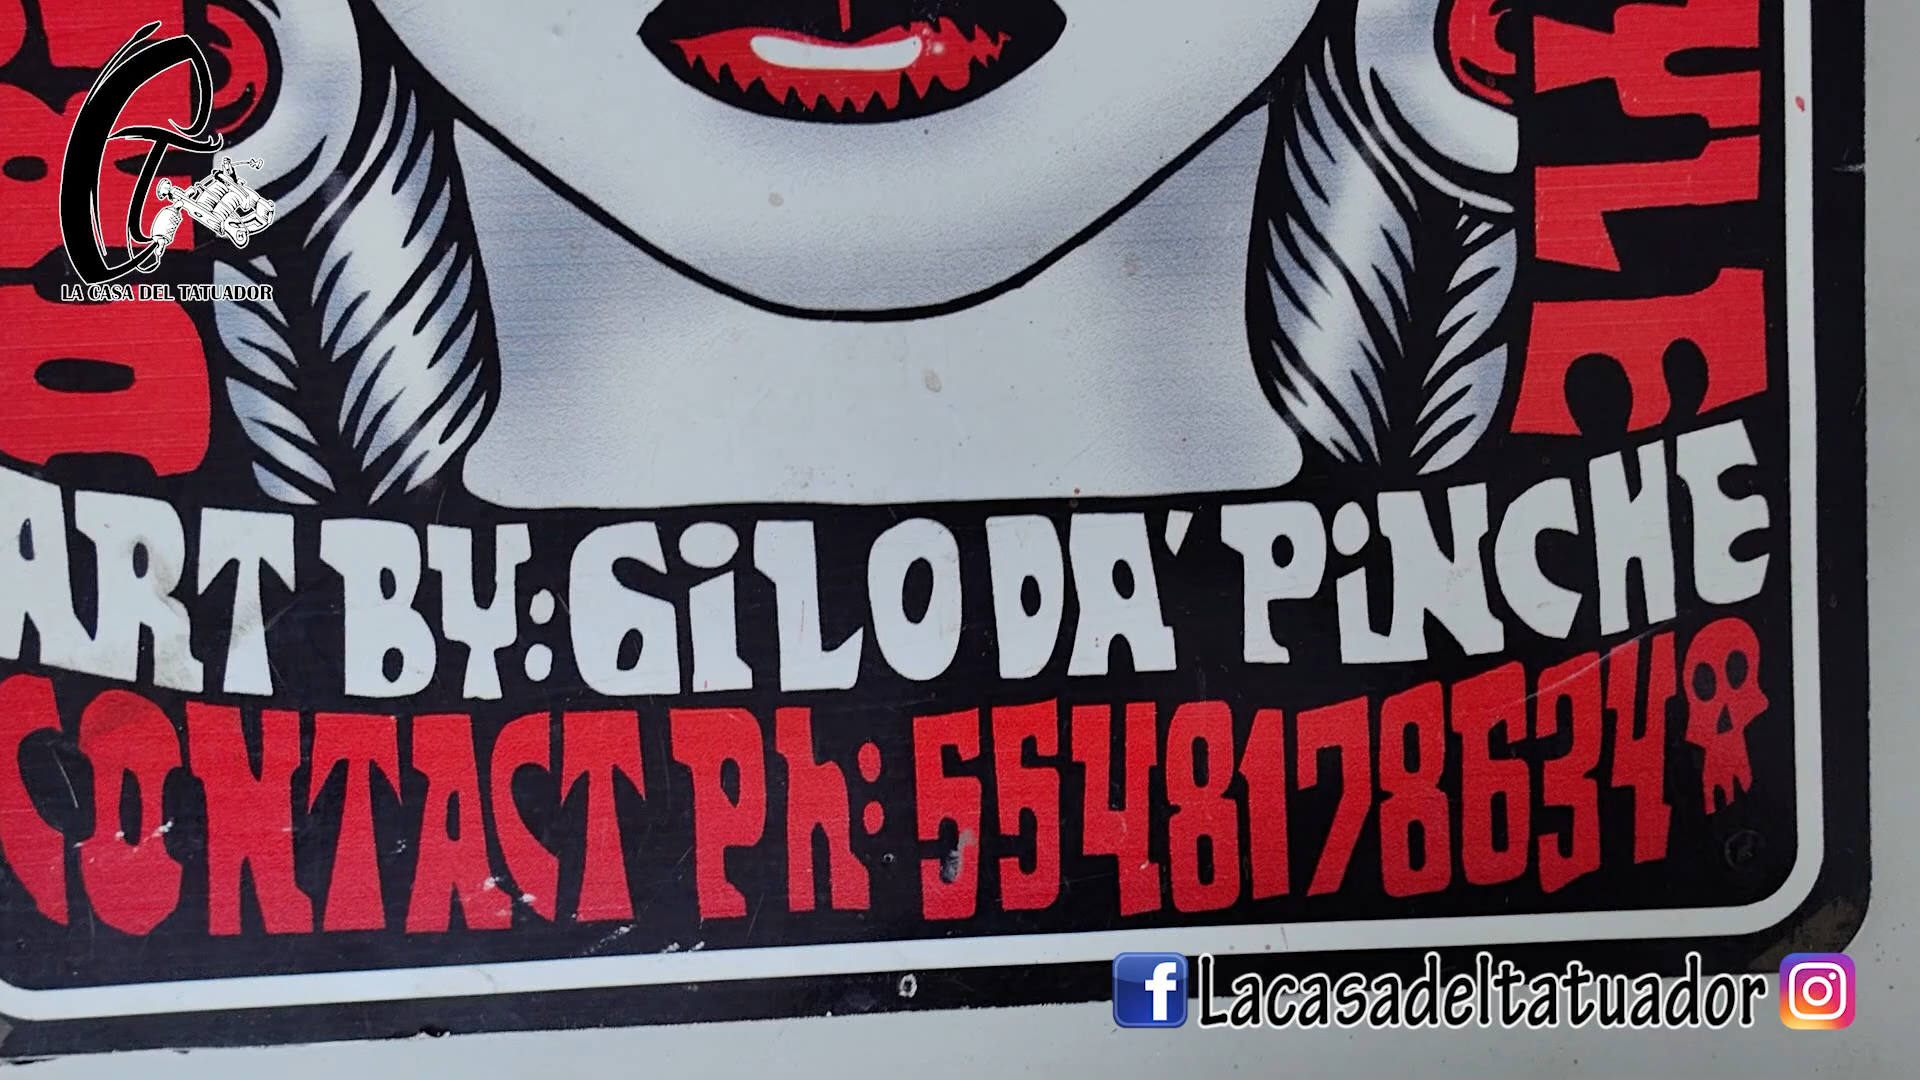 LA CASA DEL TATUADOR
ART BY: GiLO DA' PiNCHE
CONTACT Ph: 5548178634
Lacasadeltatuador